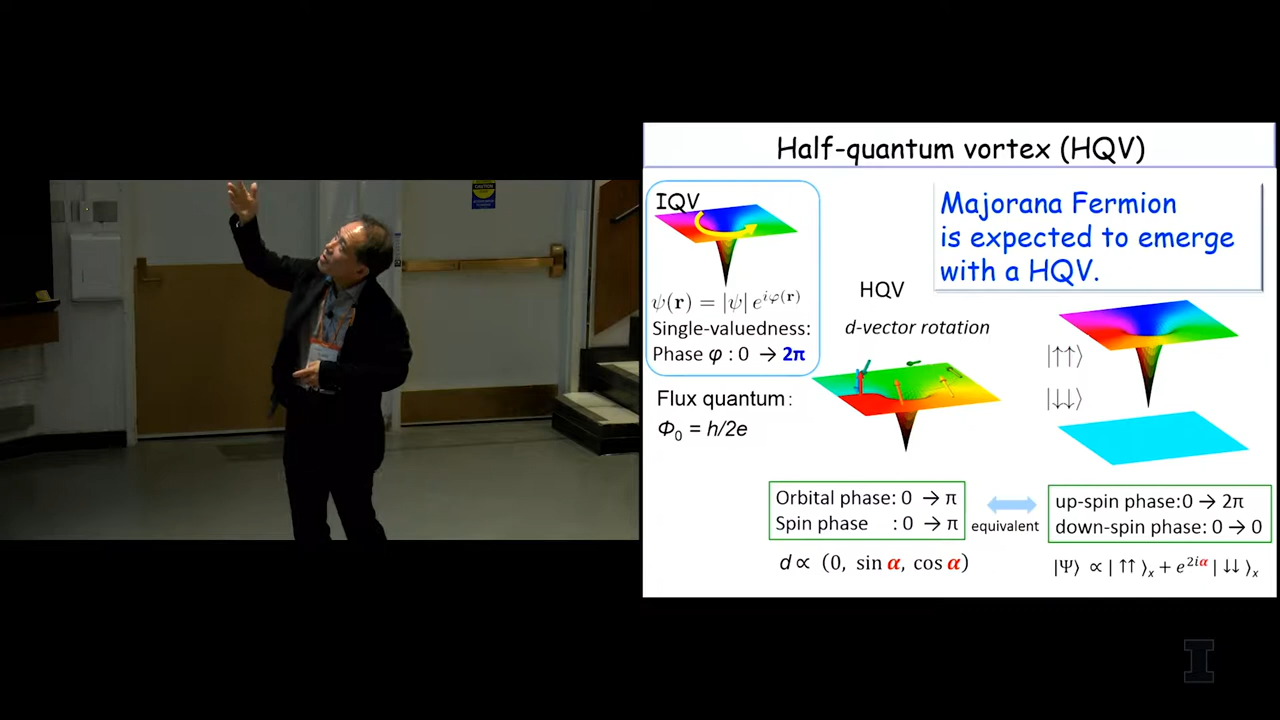 Half-quantum vortex (HQV)
IQV
ψ(r) = |ψ| e^{iφ(r)}
Single-valuedness:
Phase φ : 0 → 2π
Flux quantum:
Φ₀ = h/2e
Majorana Fermion
is expected to emerge
with a HQV.
HQV
d-vector rotation
|↑↑⟩
|↓↓⟩
Orbital phase: 0 → π
Spin phase : 0 → π
equivalent
up-spin phase:0 → 2π
down-spin phase: 0 → 0
d ∝ (0, sin α, cos α)
|Ψ⟩ ∝ | ↑↑ ⟩ₓ + e^{2iα} | ↓↓ ⟩ₓ
CAUTION
I